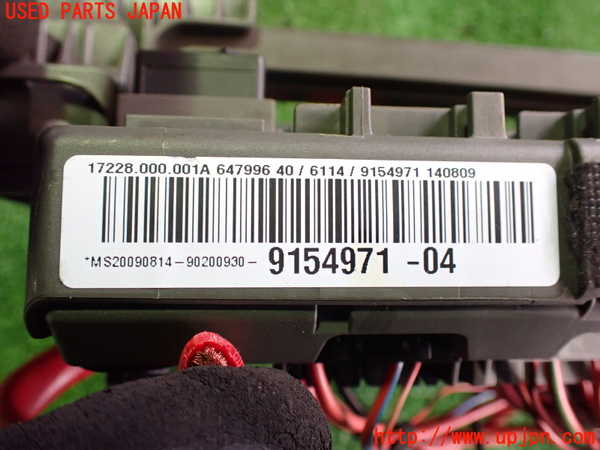 USED PARTS JAPAN
17228.000.001A 647996 40 / 6114 / 9154971 140809
*MS20090814-90200930- 9154971 -04
http://www.upjpn.com